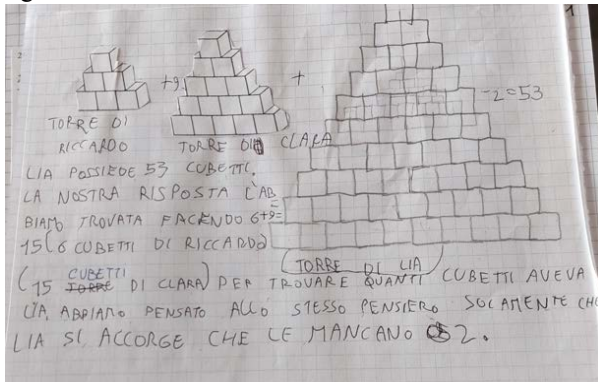 1
+9
+
-2=53
TORRE DI
RICCARDO
TORRE DI CLARA
LIA POSSIEDE 53 CUBETTI.
LA NOSTRA RISPOSTA L'AB
BIAMO TROVATA FACENDO 6+9=
15 (6 CUBETTI DI RICCARDO)
TORRE DI LIA
(15 CUBETTI DI CLARA) PER TROVARE QUANTI CUBETTI AVEVA
LIA, ABBIAMO PENSATO ALLO STESSO PENSIERO SOLAMENTE CH
LIA SI ACCORGE CHE LE MANCANO 2.